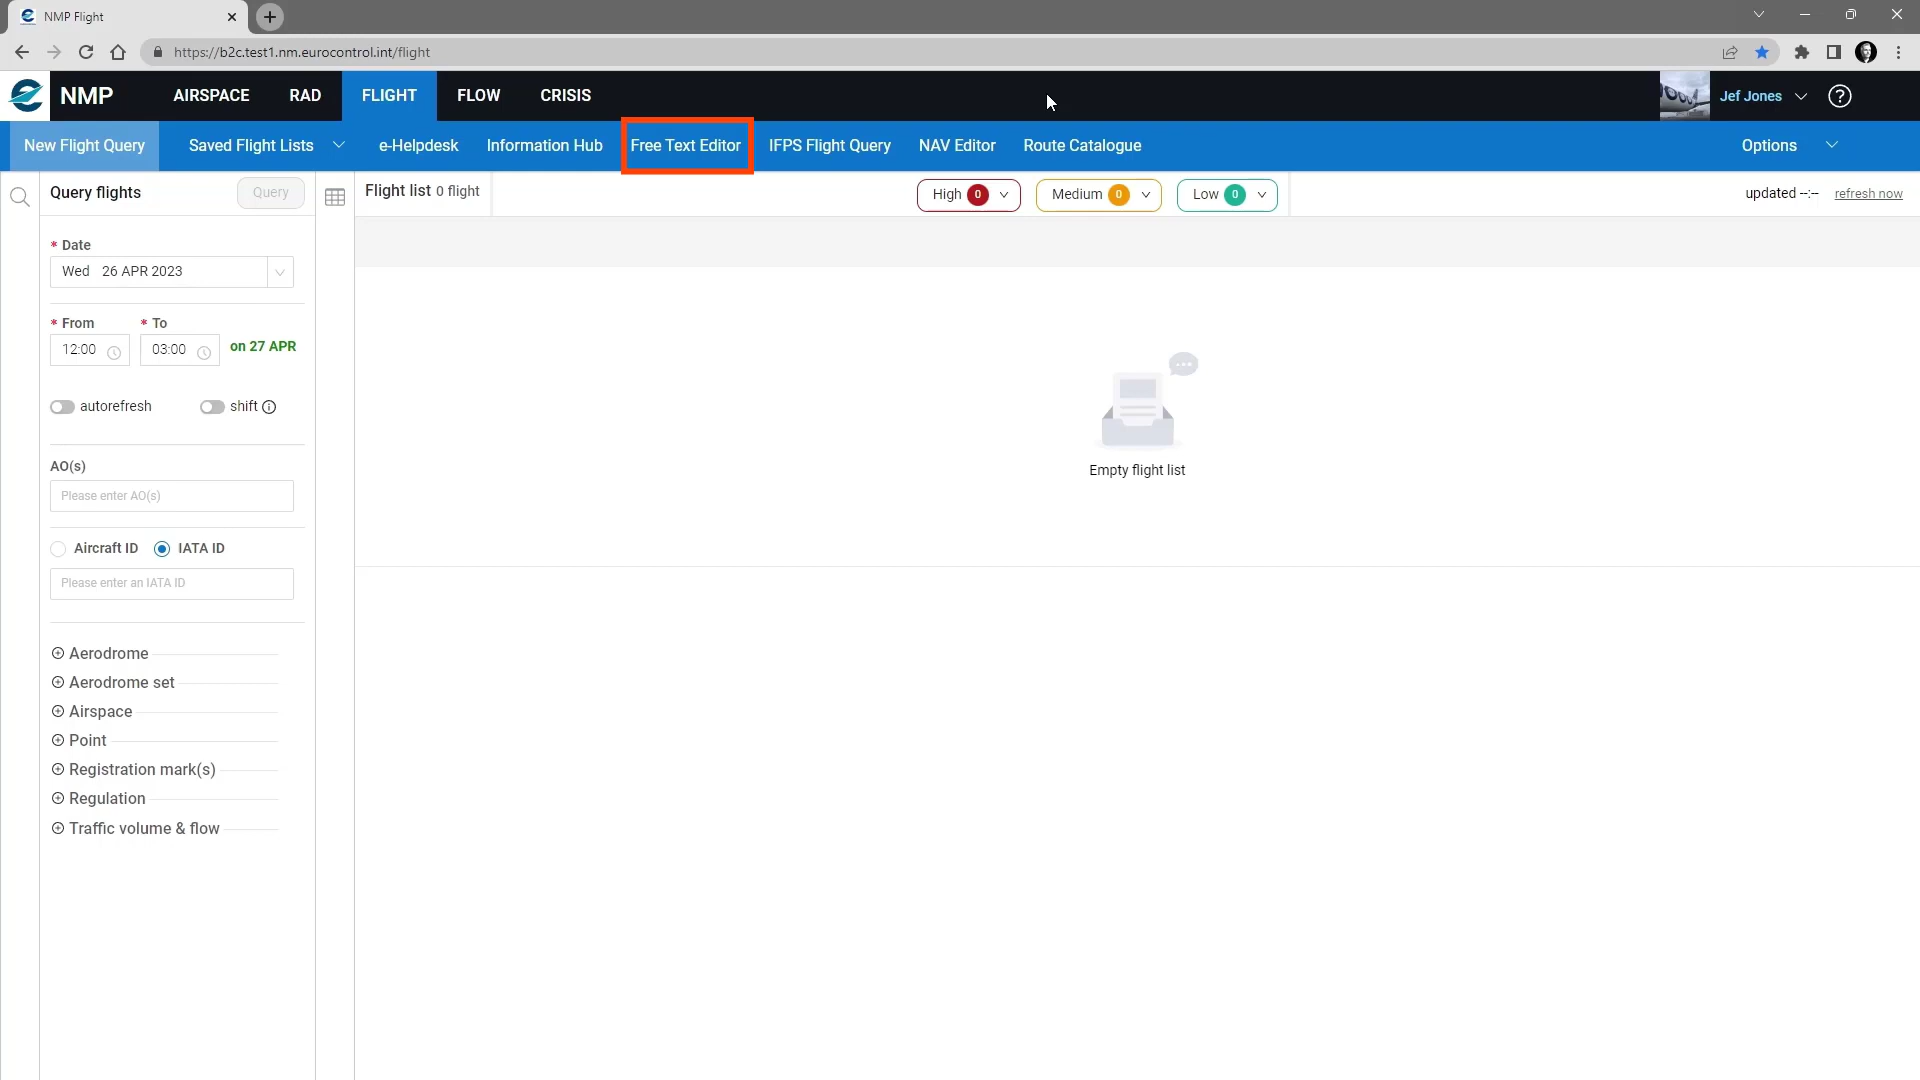 NMP Flight
https://b2c.test1.nm.eurocontrol.int/flight
NMP AIRSPACE RAD FLIGHT FLOW CRISIS Jef Jones ?
New Flight Query Saved Flight Lists e-Helpdesk Information Hub Free Text Editor IFPS Flight Query NAV Editor Route Catalogue Options
Query flights Query Flight list 0 flight High 0 Medium 0 Low 0 updated --:-- refresh now
* Date
Wed 26 APR 2023
* From * To
12:00 03:00 on 27 APR
autorefresh shift
AO(s)
Please enter AO(s)
Empty flight list
Aircraft ID IATA ID
Please enter an IATA ID
Aerodrome
Aerodrome set
Airspace
Point
Registration mark(s)
Regulation
Traffic volume & flow